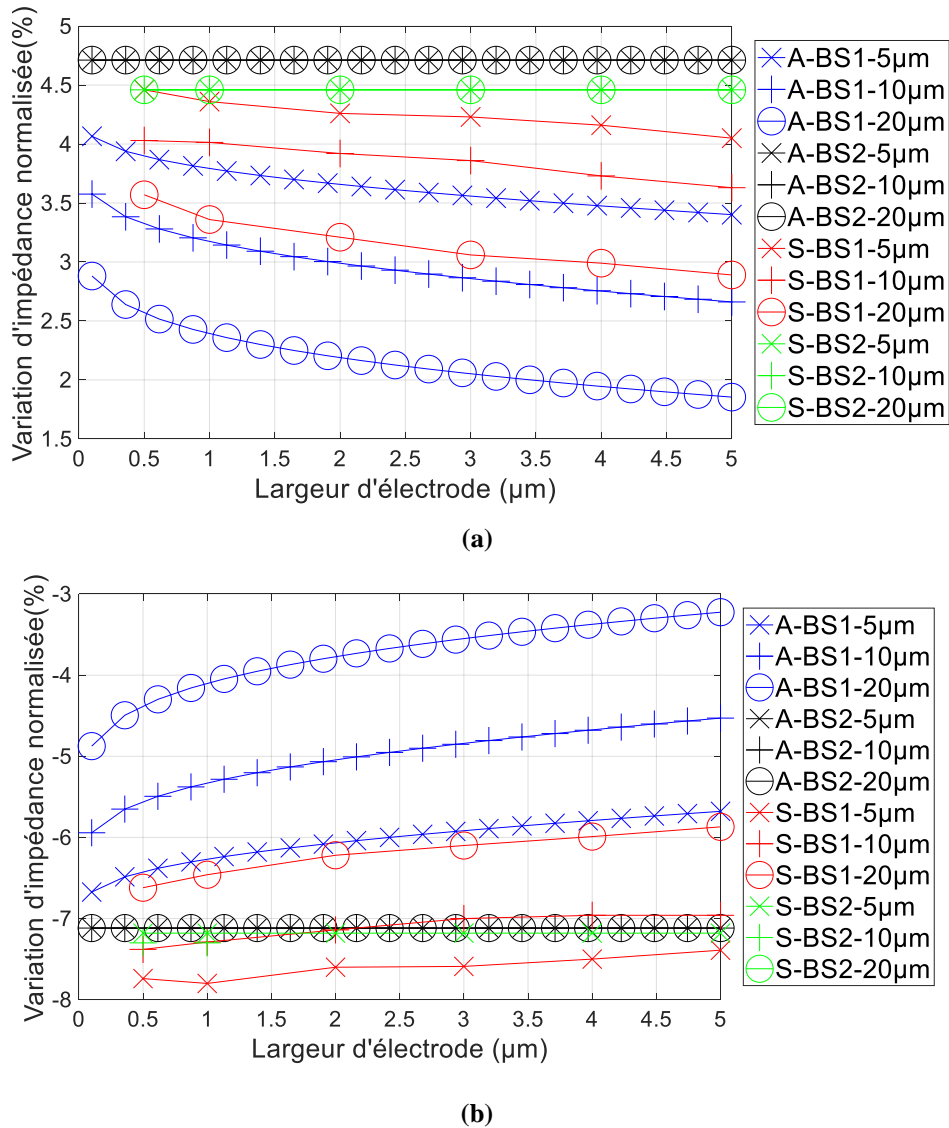 Variation d'impédance normalisée(%)
5
4.5
4
3.5
3
2.5
2
1.5
0 0.5 1 1.5 2 2.5 3 3.5 4 4.5 5
Largeur d'électrode (µm)
A-BS1-5µm
A-BS1-10µm
A-BS1-20µm
A-BS2-5µm
A-BS2-10µm
A-BS2-20µm
S-BS1-5µm
S-BS1-10µm
S-BS1-20µm
S-BS2-5µm
S-BS2-10µm
S-BS2-20µm
(a)
Variation d'impédance normalisée(%)
-3
-4
-5
-6
-7
-8
0 0.5 1 1.5 2 2.5 3 3.5 4 4.5 5
Largeur d'électrode (µm)
A-BS1-5µm
A-BS1-10µm
A-BS1-20µm
A-BS2-5µm
A-BS2-10µm
A-BS2-20µm
S-BS1-5µm
S-BS1-10µm
S-BS1-20µm
S-BS2-5µm
S-BS2-10µm
S-BS2-20µm
(b)